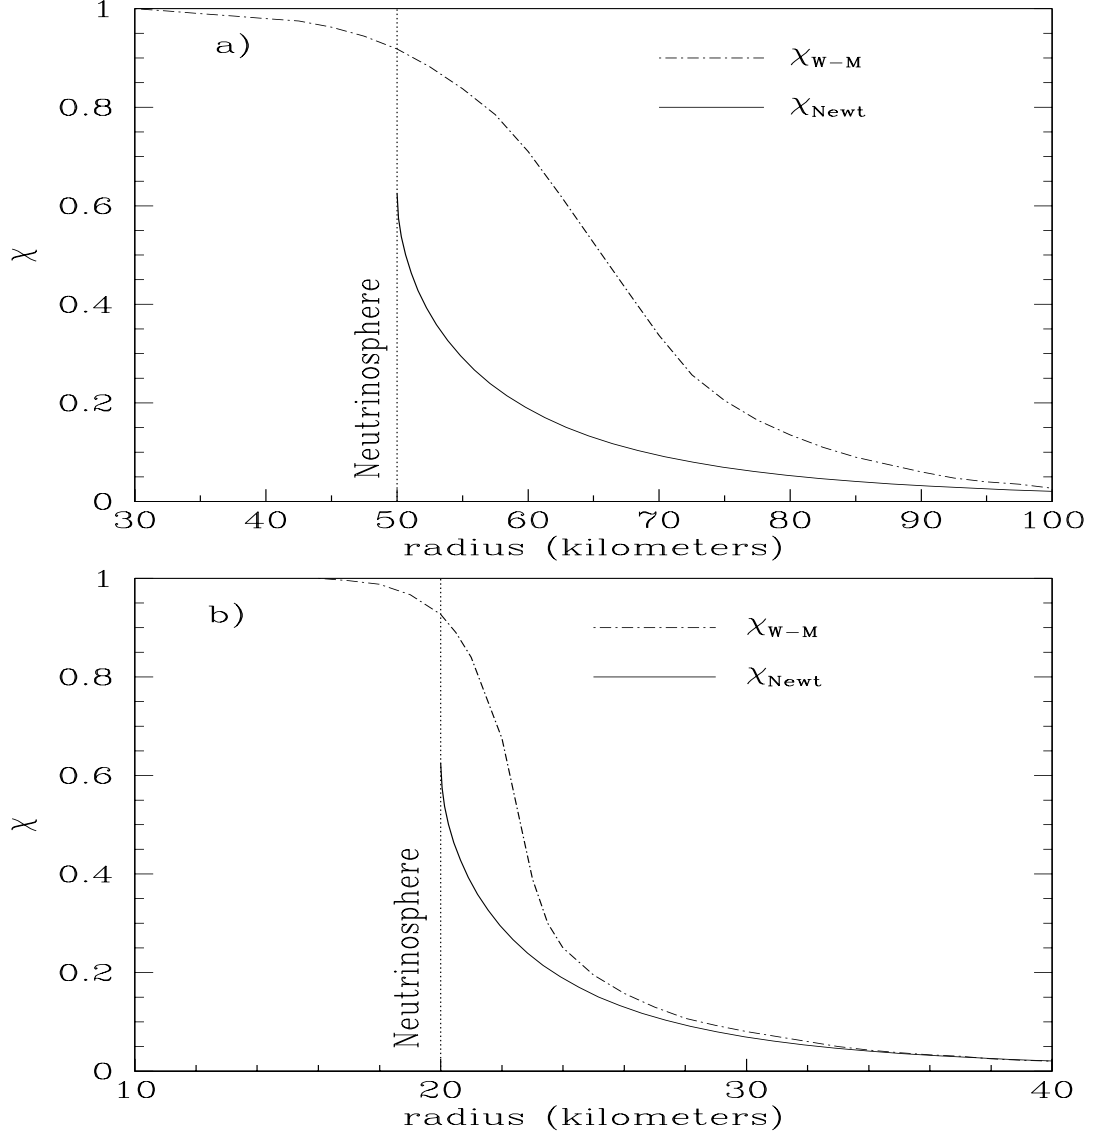 1
a)
χW−M
0.8
χNewt
0.6
χ
0.4
Neutrinosphere
0.2
0
30 40 50 60 70 80 90 100
radius (kilometers)
1
b)
χW−M
0.8
χNewt
0.6
χ
0.4
Neutrinosphere
0.2
0
10 20 30 40
radius (kilometers)